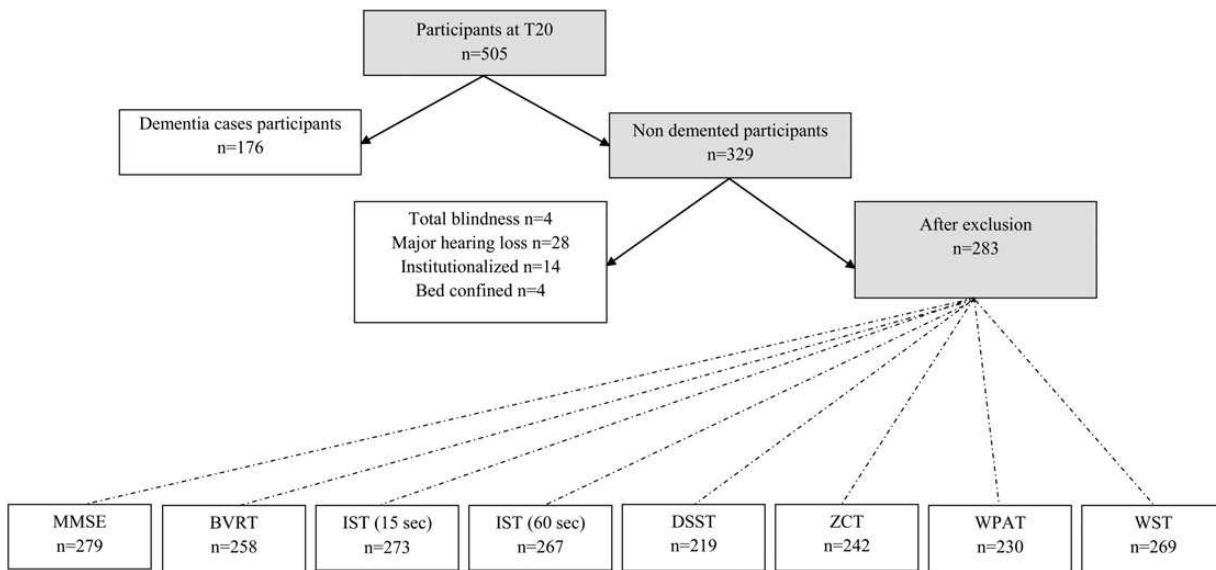 Participants at T20
n=505
Dementia cases participants
n=176
Non demented participants
n=329
Total blindness n=4
Major hearing loss n=28
Institutionalized n=14
Bed confined n=4
After exclusion
n=283
MMSE
n=279
BVRT
n=258
IST (15 sec)
n=273
IST (60 sec)
n=267
DSST
n=219
ZCT
n=242
WPAT
n=230
WST
n=269